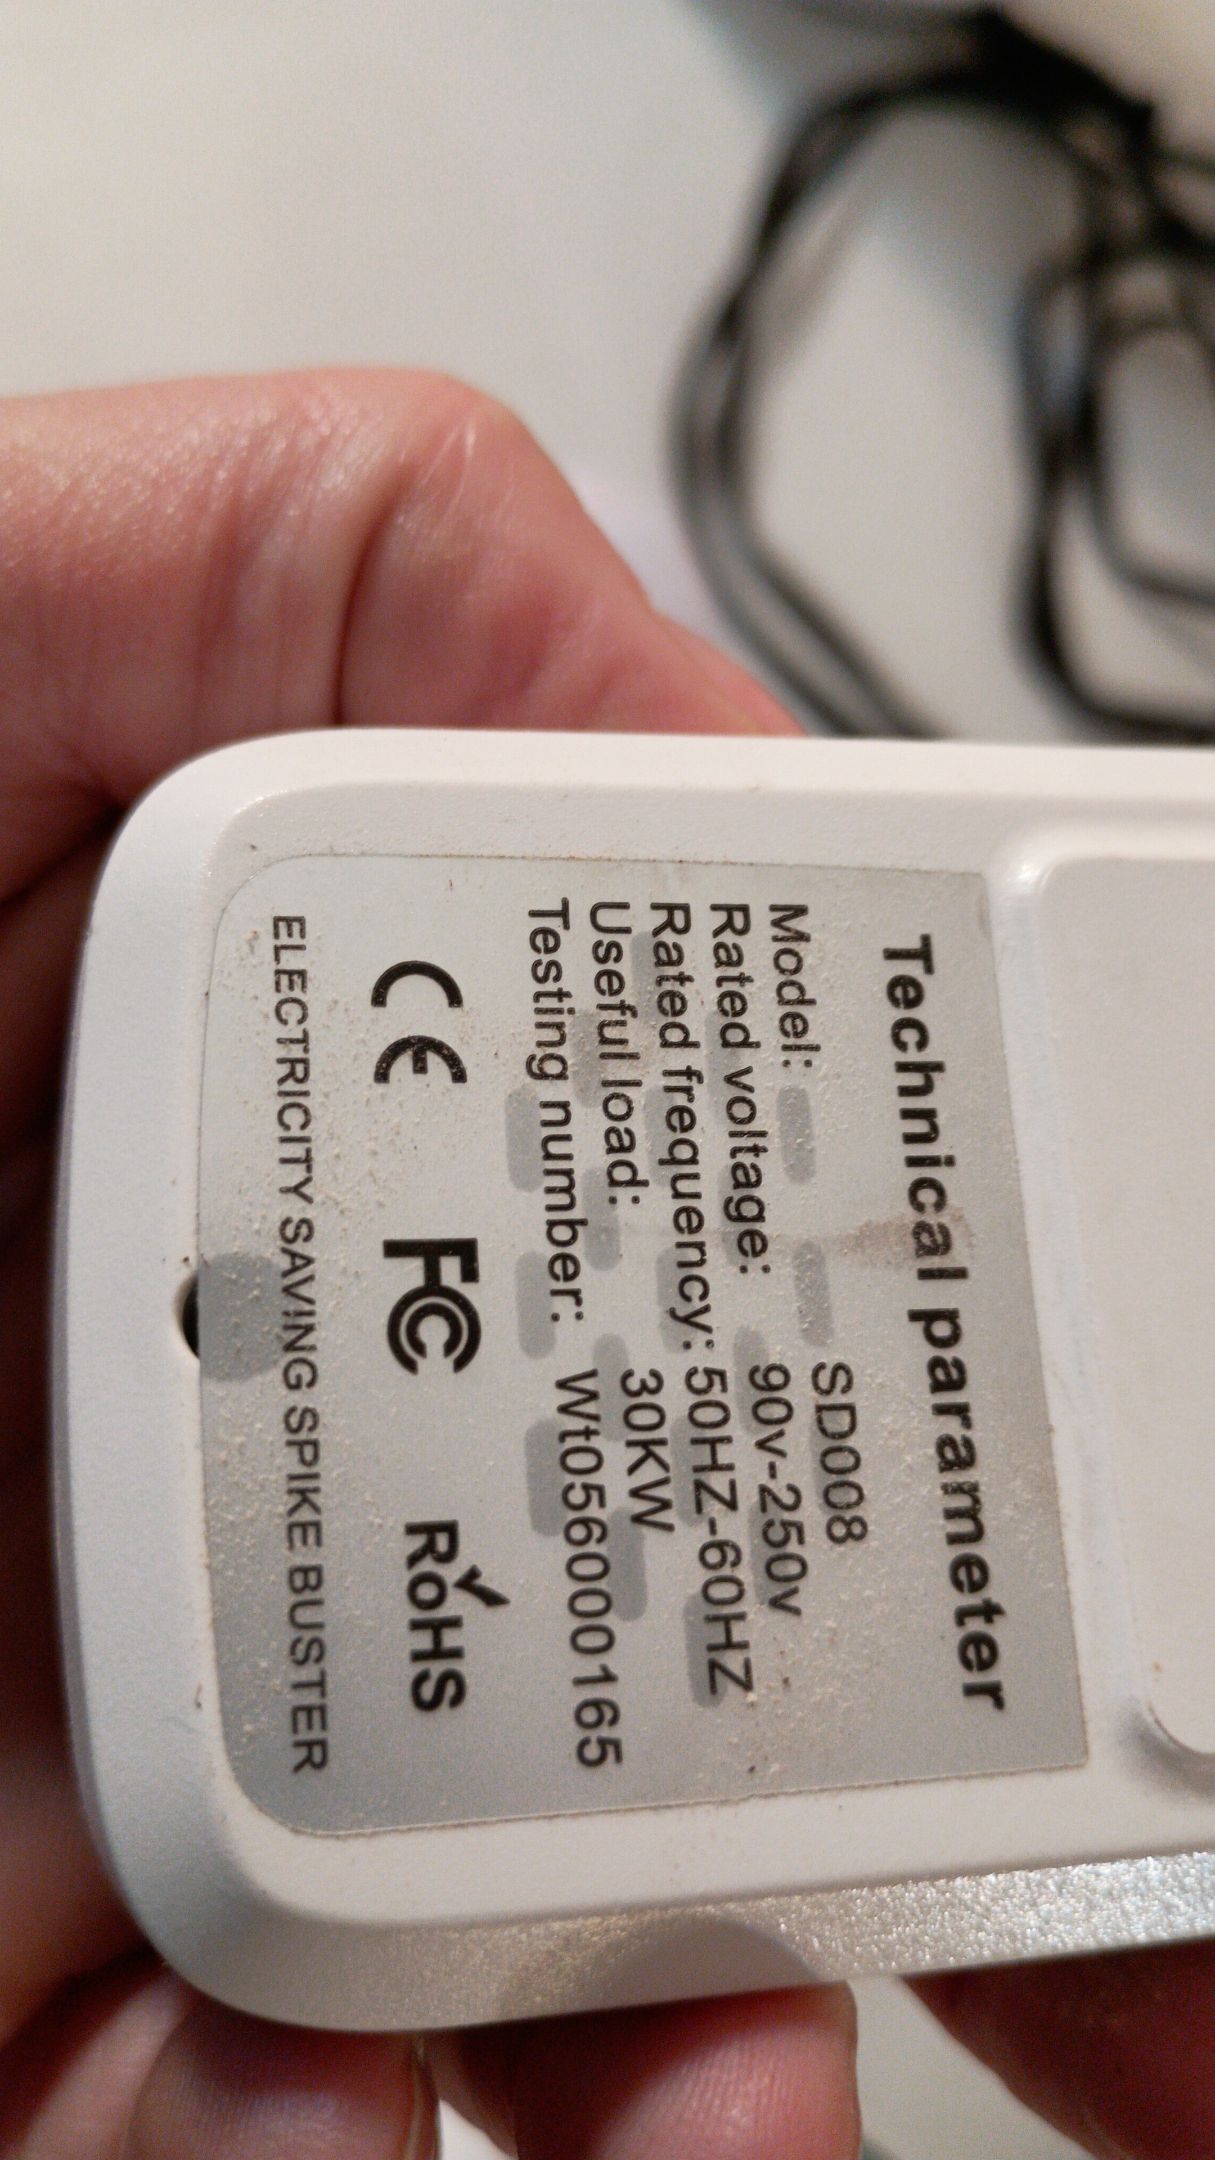 Technical parameter
Model: SD008
Rated voltage: 90v-250v
Rated frequency: 50HZ-60HZ
Useful load: 30KW
Testing number: Wt056000165
CE FC RoHS
ELECTRICITY SAVING SPIKE BUSTER